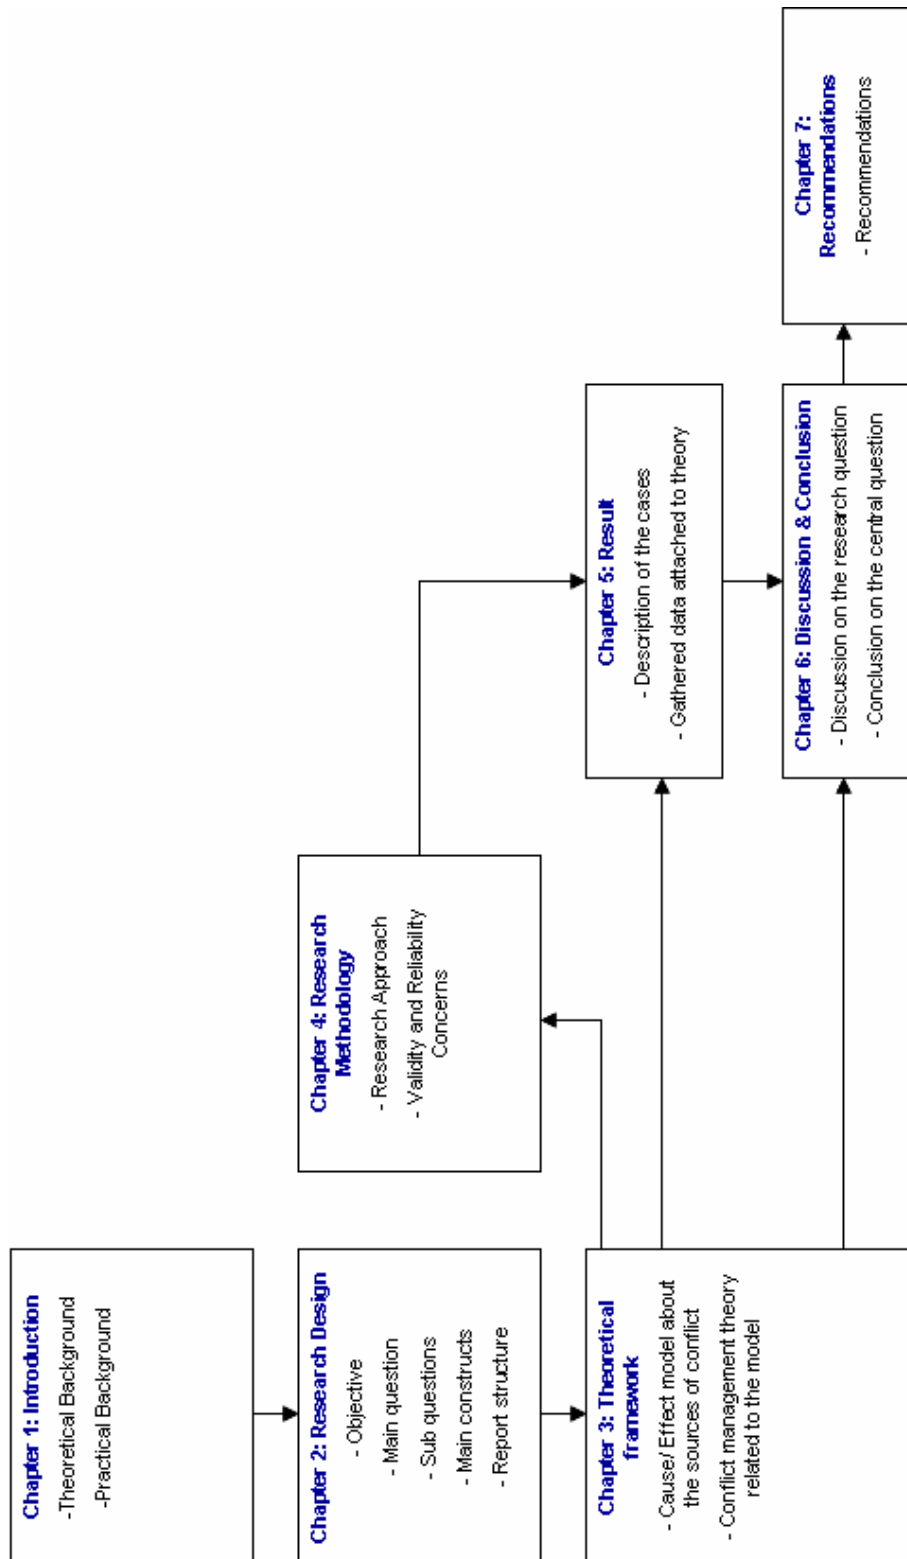 Chapter 1: Introduction
-Theoretical Background
-Practical Background
Chapter 2: Research Design
- Objective
- Main question
- Sub questions
- Main constructs
- Report structure
Chapter 3: Theoretical
framework
- Cause/ Effect model about
the sources of conflict
- Conflict management theory
related to the model
Chapter 4: Research
Methodology
- Research Approach
- Validity and Reliability
Concerns
Chapter 5: Result
- Description of the cases
- Gathered data attached to theory
Chapter 6: Discussion & Conclusion
- Discussion on the research question
- Conclusion on the central question
Chapter 7:
Recommendations
- Recommendations